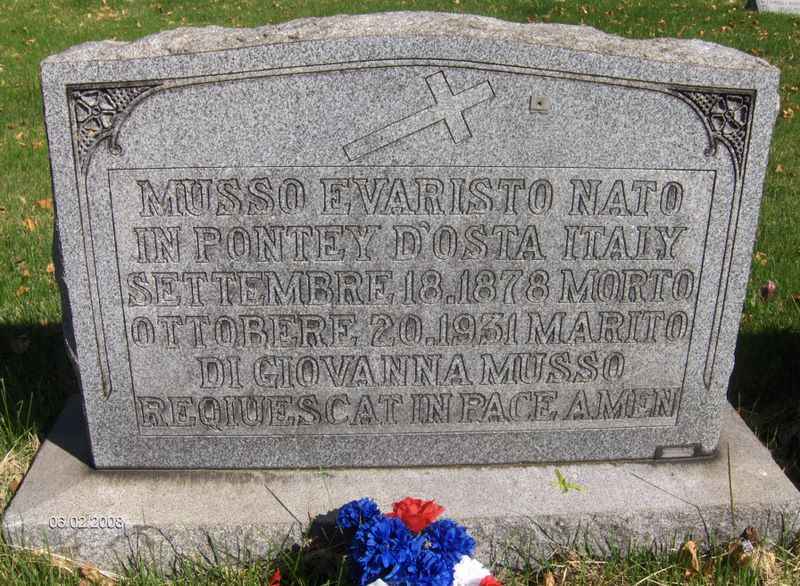 MUSSO EVARISTO NATO
IN PONTEY D'OSTA ITALY
SETTEMBRE 18.1878 MORTO
OTTOBERE 20.1931 MARITO
DI GIOVANNA MUSSO
REQIUESCAT IN PACE AMEN
06.02.2008